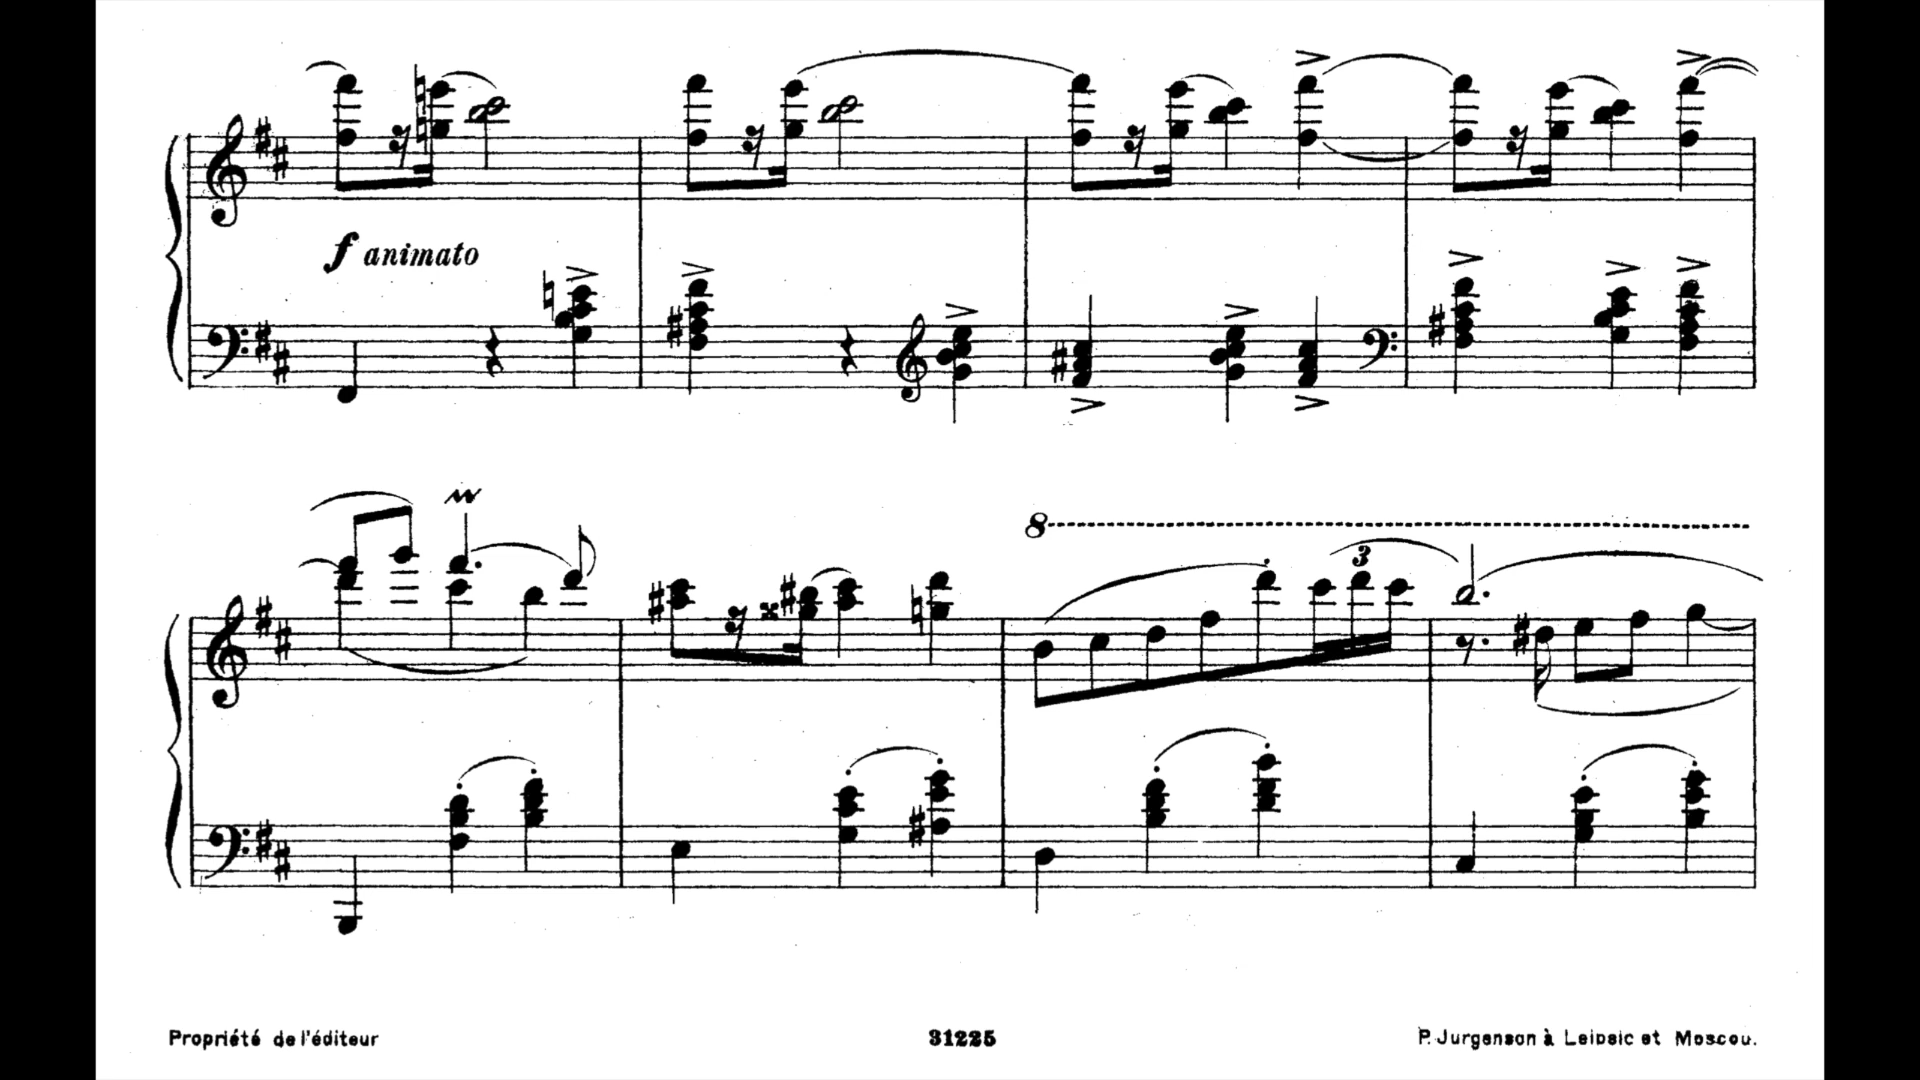 f animato
8
3
Propriété de l'éditeur
31225
P. Jurgenson à Leipsic et Moscou.